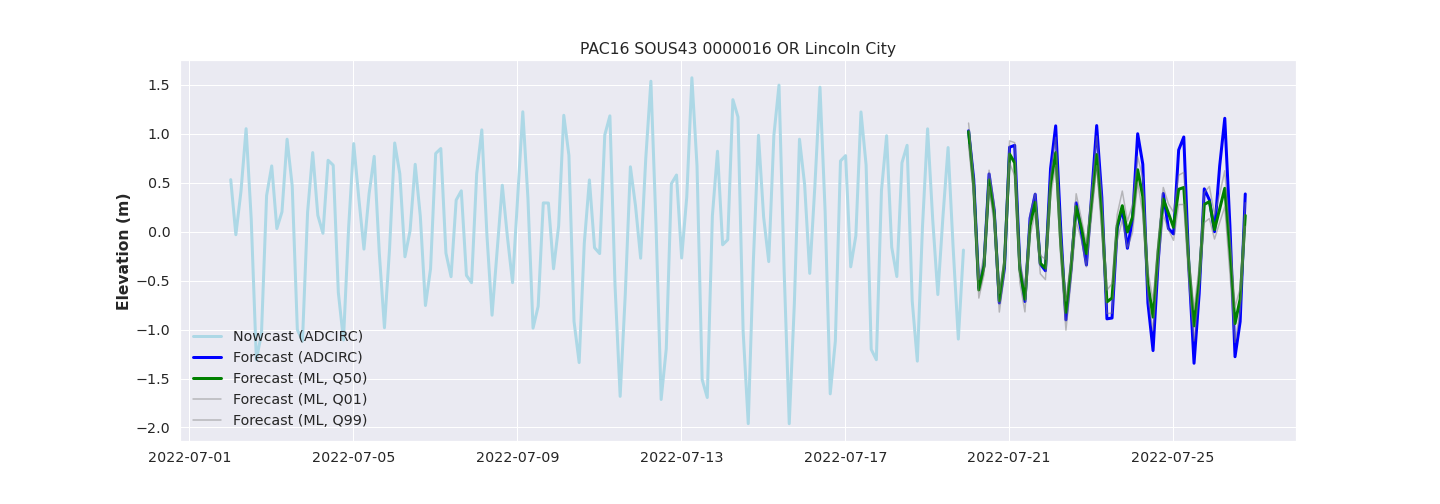 PAC16 SOUS43 0000016 OR Lincoln City
Elevation (m)
1.5
1.0
0.5
0.0
−0.5
−1.0
−1.5
−2.0
Nowcast (ADCIRC)
Forecast (ADCIRC)
Forecast (ML, Q50)
Forecast (ML, Q01)
Forecast (ML, Q99)
2022-07-01 2022-07-05 2022-07-09 2022-07-13 2022-07-17 2022-07-21 2022-07-25